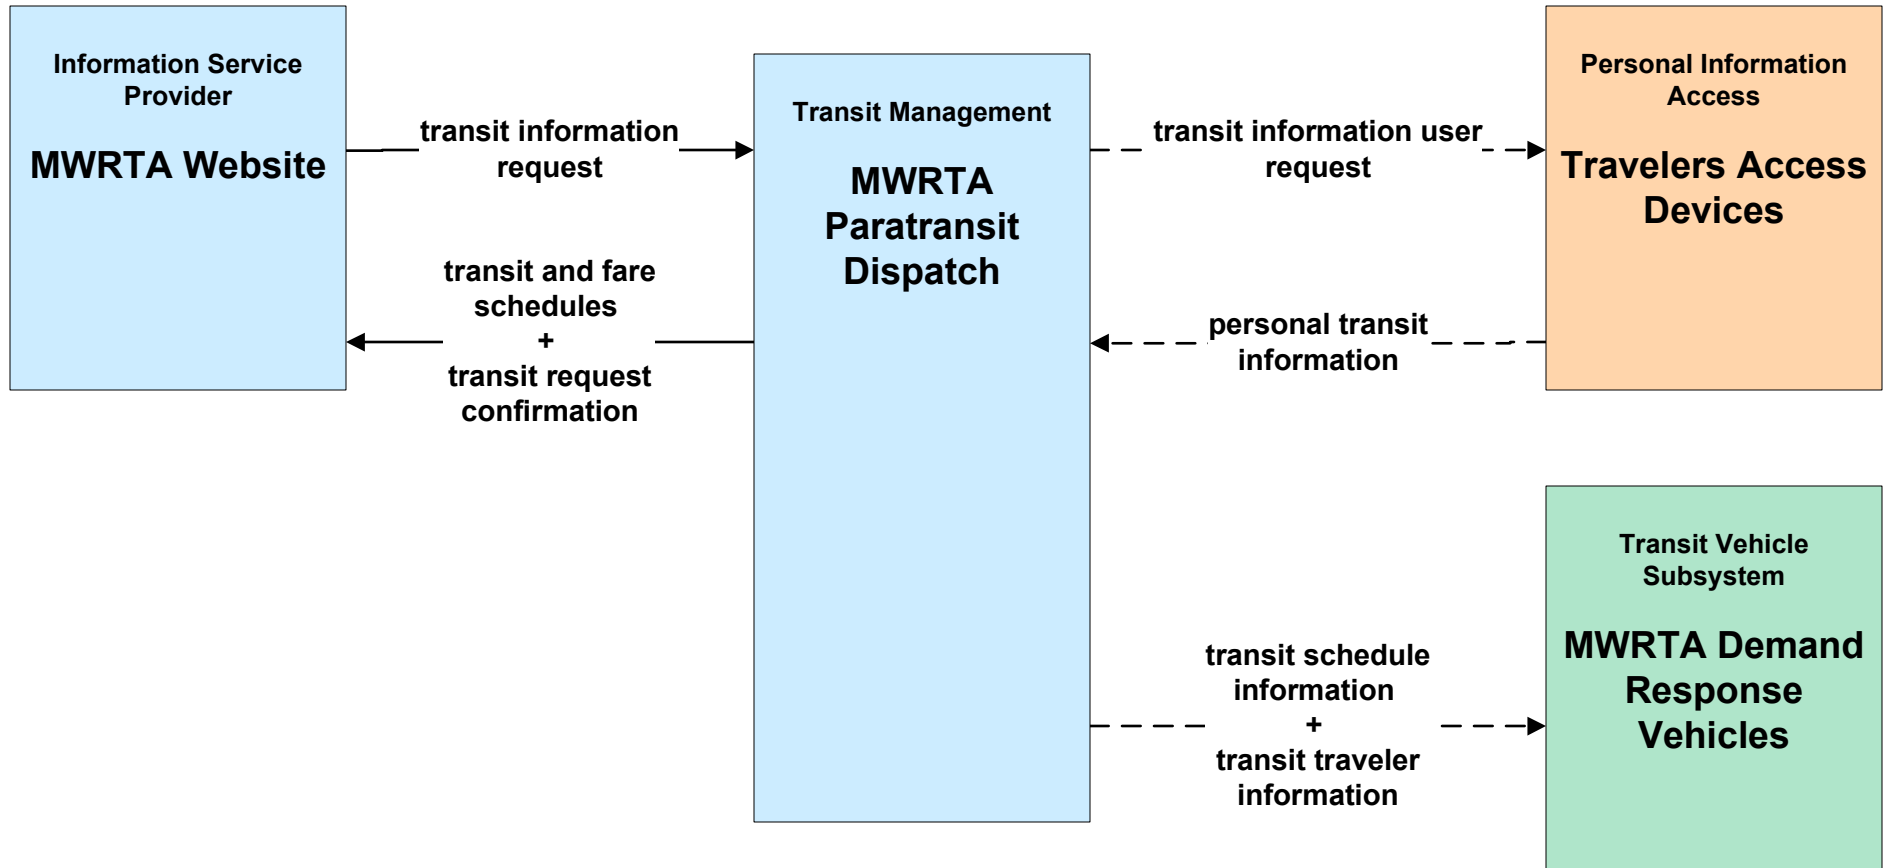 Information Service
Provider
MWRTA Website
transit information
request
transit and fare
schedules
+
transit request
confirmation
Transit Management
MWRTA
Paratransit
Dispatch
transit information user
request
personal transit
information
Personal Information
Access
Travelers Access
Devices
transit schedule
information
+
transit traveler
information
Transit Vehicle
Subsystem
MWRTA Demand
Response
Vehicles